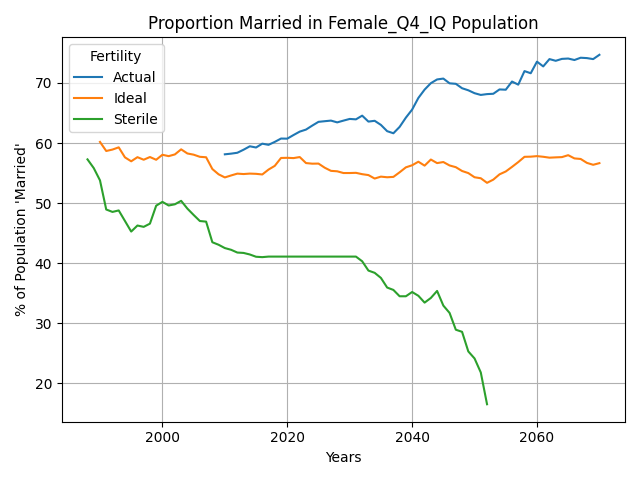 Proportion Married in Female_Q4_IQ Population
Fertility
Actual
Ideal
Sterile
% of Population 'Married'
70
60
50
40
30
20
2000
2020
2040
2060
Years